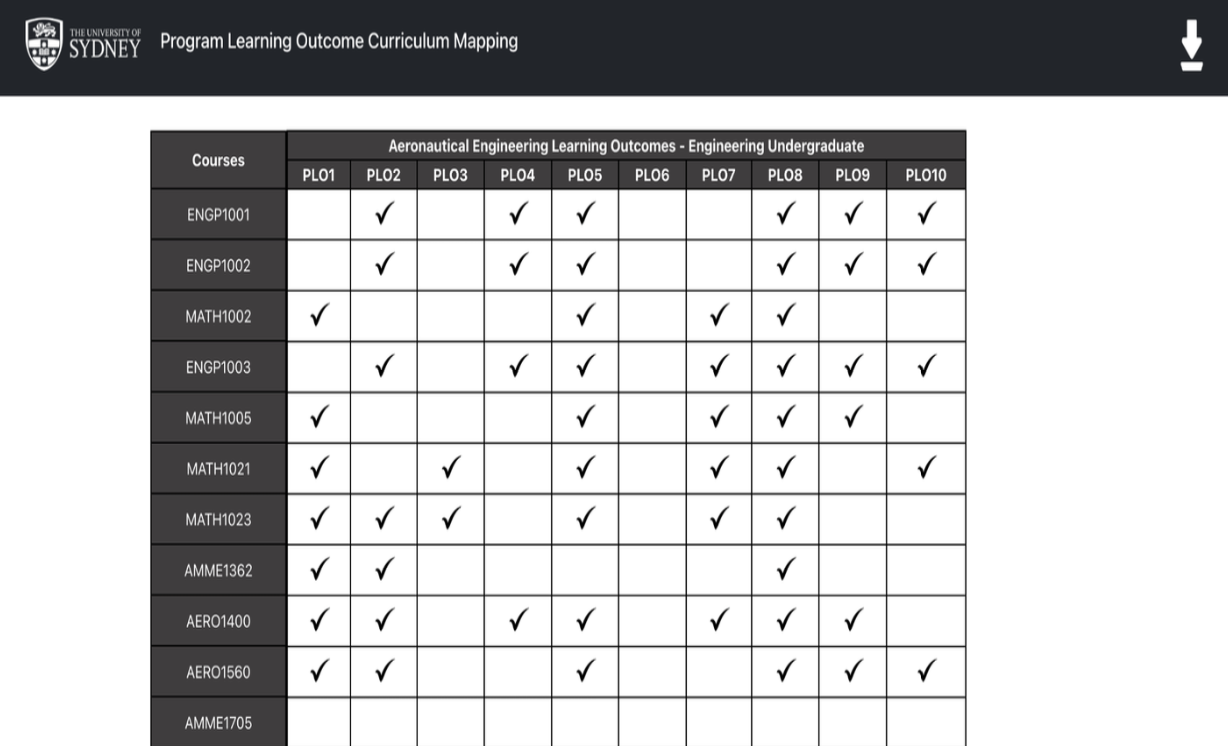 THE UNIVERSITY OF
SYDNEY
Program Learning Outcome Curriculum Mapping
Courses
Aeronautical Engineering Learning Outcomes - Engineering Undergraduate
PLO1 PLO2 PLO3 PLO4 PLO5 PLO6 PLO7 PLO8 PLO9 PLO10
ENGP1001 ✓ ✓ ✓ ✓ ✓ ✓
ENGP1002 ✓ ✓ ✓ ✓ ✓ ✓
MATH1002 ✓ ✓ ✓ ✓
ENGP1003 ✓ ✓ ✓ ✓ ✓ ✓ ✓
MATH1005 ✓ ✓ ✓ ✓ ✓
MATH1021 ✓ ✓ ✓ ✓ ✓ ✓
MATH1023 ✓ ✓ ✓ ✓ ✓ ✓
AMME1362 ✓ ✓ ✓
AERO1400 ✓ ✓ ✓ ✓ ✓ ✓ ✓
AERO1560 ✓ ✓ ✓ ✓ ✓ ✓
AMME1705